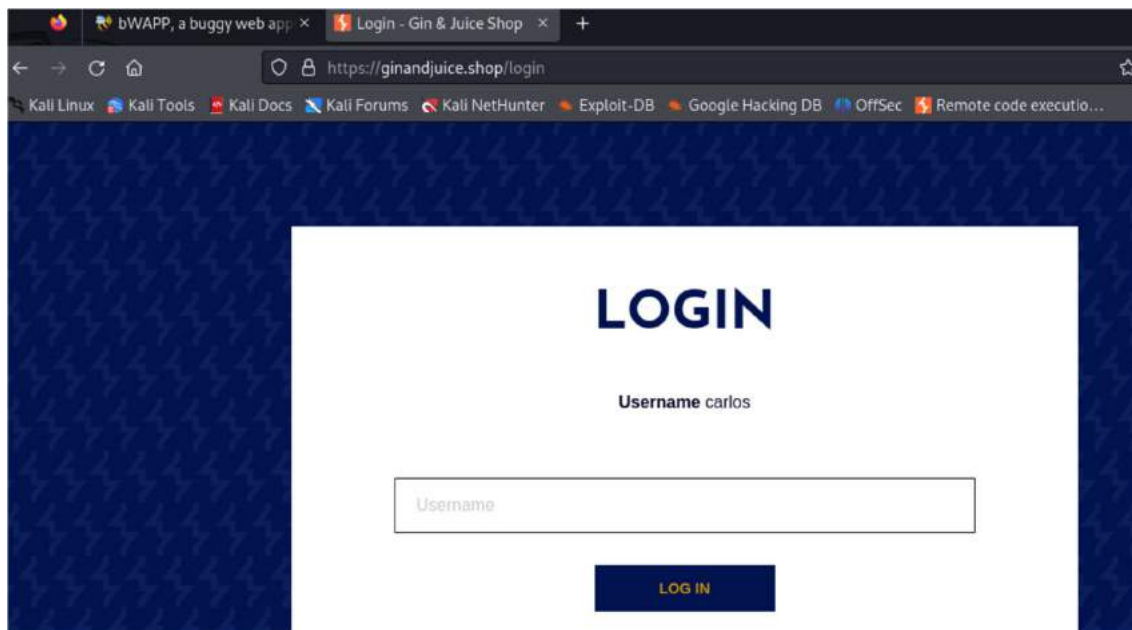 bWAPP, a buggy web app
Login - Gin & Juice Shop
https://ginandjuice.shop/login
Kali Linux Kali Tools Kali Docs Kali Forums Kali NetHunter Exploit-DB Google Hacking DB OffSec Remote code executio...
LOGIN
Username carlos
Username
LOG IN